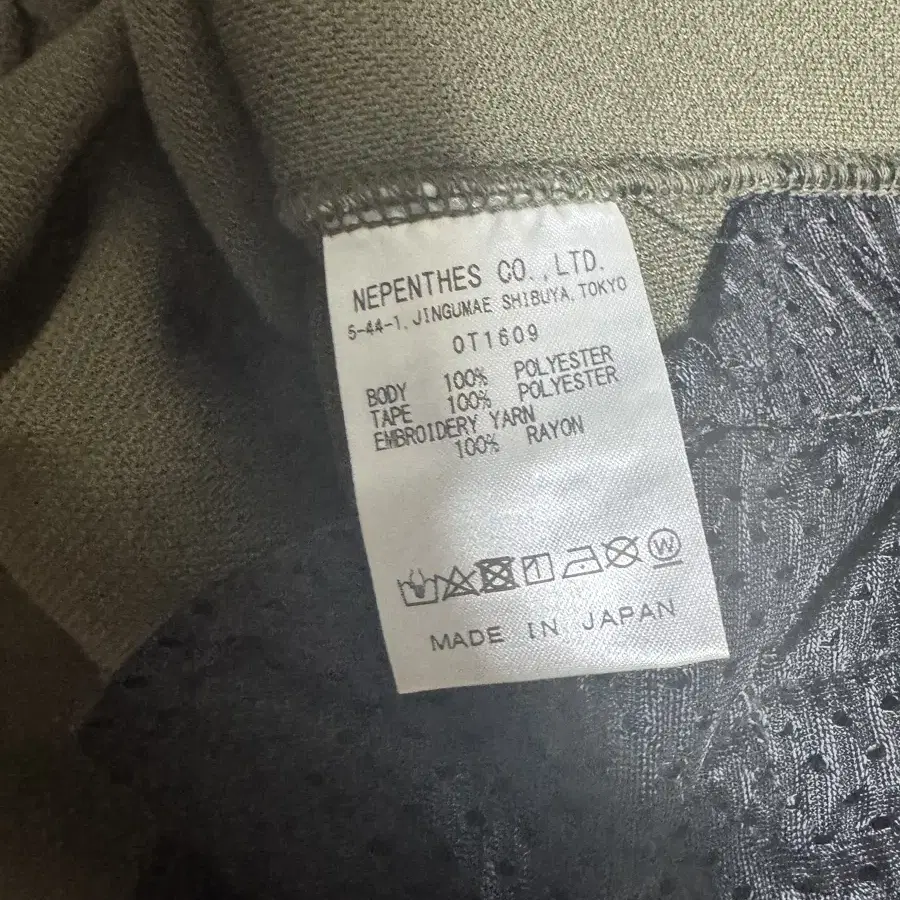 NEPENTHES CO.,LTD.
5-44-1, JINGUMAE SHIBUYA, TOKYO
OT1609
BODY 100% POLYESTER
TAPE 100% POLYESTER
EMBROIDERY YARN
100% RAYON
W
MADE IN JAPAN